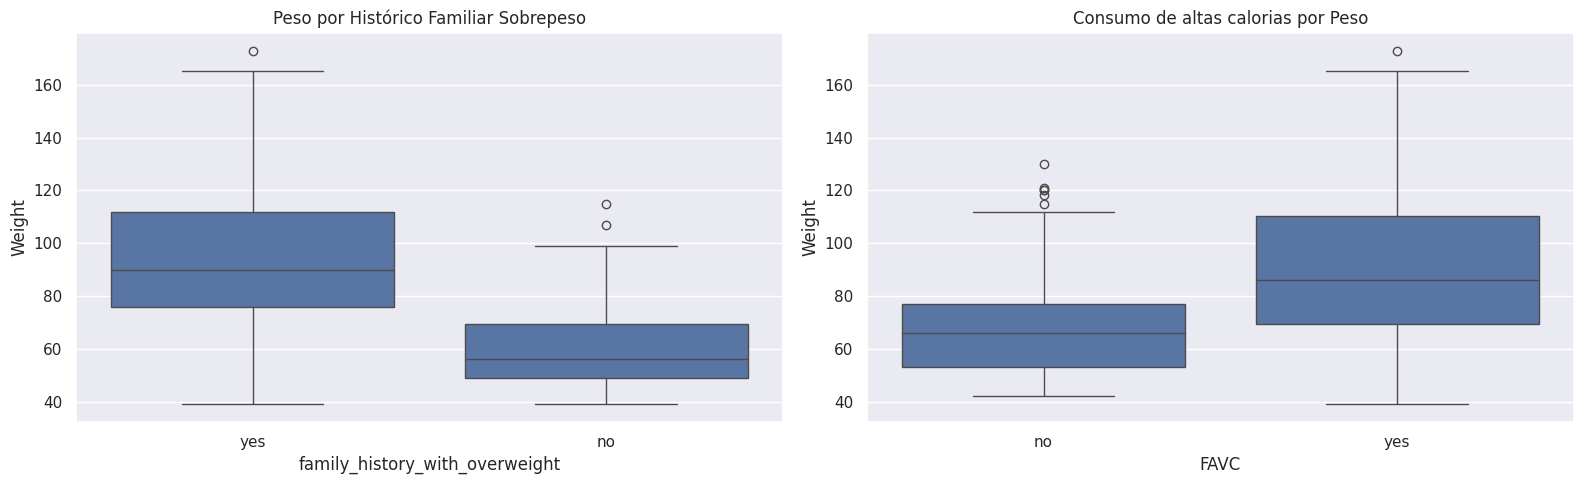 Peso por Histórico Familiar Sobrepeso
Weight
160
140
120
100
80
60
40
yes
no
family_history_with_overweight
Consumo de altas calorias por Peso
Weight
160
140
120
100
80
60
40
no
yes
FAVC